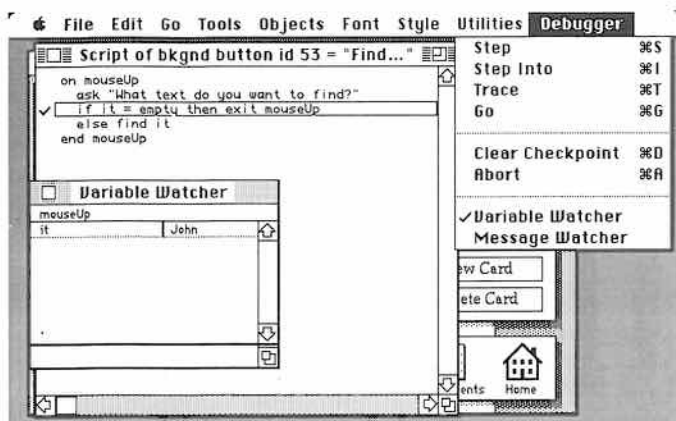 File Edit Go Tools Objects Font Style Utilities Debugger
Script of bkgnd button id 53 = "Find..."
on mouseUp
ask "What text do you want to find?"
✓ if it = empty then exit mouseUp
else find it
end mouseUp
Variable Watcher
mouseUp
it John
Step ⌘S
Step Into ⌘I
Trace ⌘T
Go ⌘G
Clear Checkpoint ⌘D
Abort ⌘A
✓Variable Watcher
Message Watcher
ew Card
ete Card
ents Home